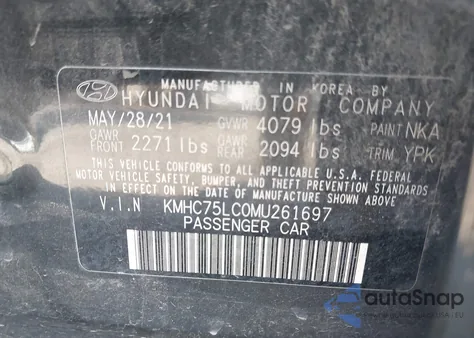 MANUFACTURED IN KOREA BY
HYUNDAI MOTOR COMPANY
MAY/28/21 GVWR 4079 lbs PAINT NKA
GAWR FRONT 2271 lbs GAWR REAR 2094 lbs TRIM YPK
THIS VEHICLE CONFORMS TO ALL APPLICABLE U.S.A. FEDERAL
MOTOR VEHICLE SAFETY, BUMPER, AND THEFT PREVENTION STANDARDS
IN EFFECT ON THE DATE OF MANUFACTURE SHOWN ABOVE.
V.I.N KMHC75LC0MU261697
PASSENGER CAR
autoSnap